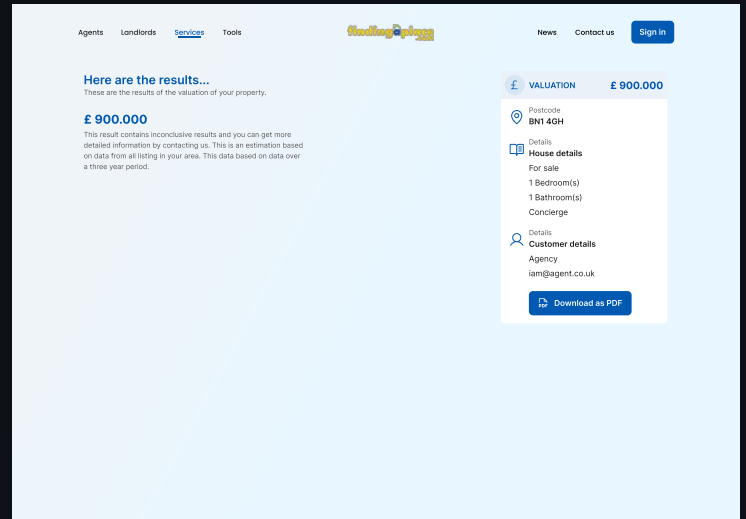 Agents Landlords Services Tools findingaplace .com News Contact us Sign in
Here are the results...
These are the results of the valuation of your property.
£ 900.000
This result contains inconclusive results and you can get more
detailed information by contacting us. This is an estimation based
on data from all listing in your area. This data based on data over
a three year period.
£ VALUATION £ 900.000
Postcode
BN1 4GH
Details
House details
For sale
1 Bedroom(s)
1 Bathroom(s)
Concierge
Details
Customer details
Agency
iam@agent.co.uk
PDF Download as PDF